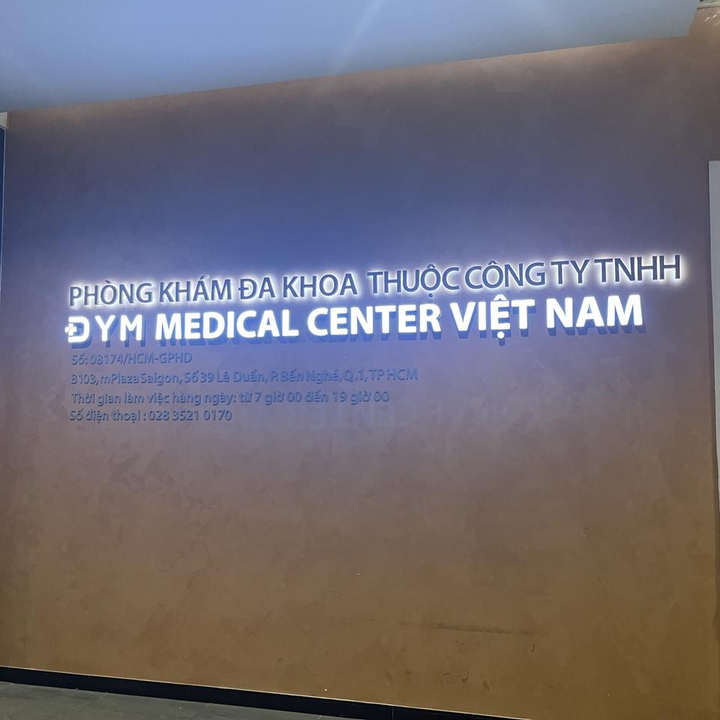 PHÒNG KHÁM ĐA KHOA THUỘC CÔNG TY TNHH
DYM MEDICAL CENTER VIỆT NAM
Số: 08174/HCM-GPHD
B103, mPlaza Saigon, Số 39 Lê Duẩn, P. Bến Nghé, Q.1, TP HCM
Thời gian làm việc hàng ngày: từ 7 giờ 00 đến 19 giờ 00
Số điện thoại : 028 3521 0170